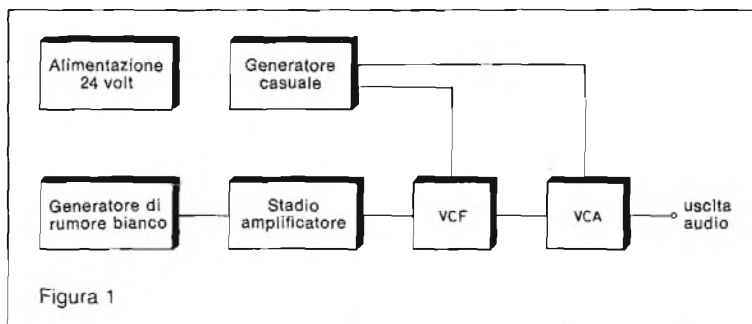 Alimentazione
24 volt
Generatore
casuale
Generatore di
rumore bianco
Stadio
amplificatore
VCF
VCA
uscita
audio
Figura 1